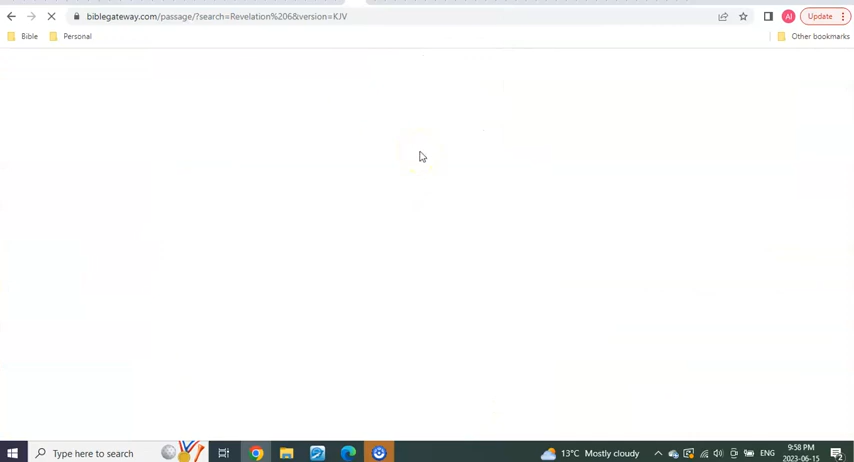 biblegateway.com/passage/?search=Revelation%206&version=KJV
AI
Update
Bible
Personal
Other bookmarks
Type here to search
13°C Mostly cloudy
ENG
9:58 PM
2023-06-15
2